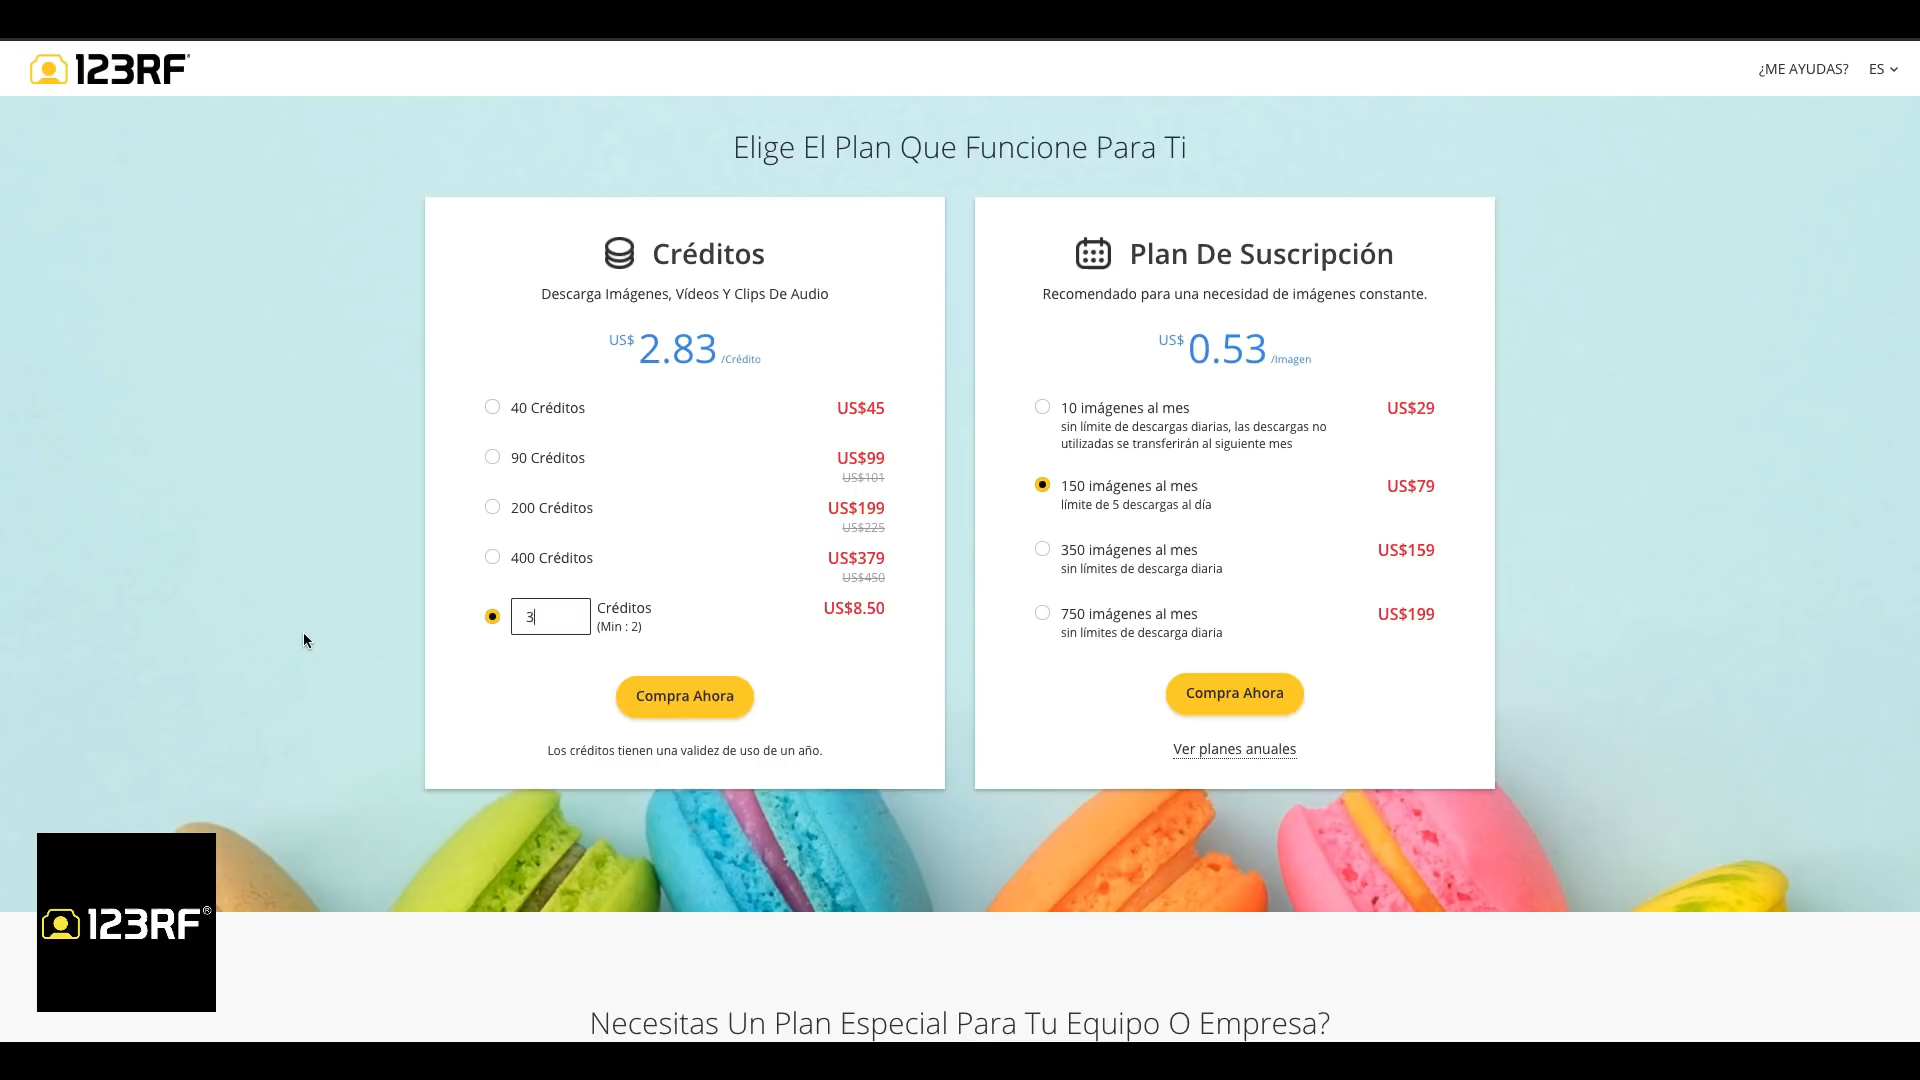 123RF
¿ME AYUDAS? ES
Elige El Plan Que Funcione Para Ti
Créditos
Descarga Imágenes, Vídeos Y Clips De Audio
US$ 2.83 /Crédito
40 Créditos US$45
90 Créditos US$99
US$101
200 Créditos US$199
US$225
400 Créditos US$379
US$450
3 Créditos US$8.50
(Min : 2)
Compra Ahora
Los créditos tienen una validez de uso de un año.
Plan De Suscripción
Recomendado para una necesidad de imágenes constante.
US$ 0.53 /Imagen
10 imágenes al mes US$29
sin límite de descargas diarias, las descargas no
utilizadas se transferirán al siguiente mes
150 imágenes al mes US$79
límite de 5 descargas al día
350 imágenes al mes US$159
sin límites de descarga diaria
750 imágenes al mes US$199
sin límites de descarga diaria
Compra Ahora
Ver planes anuales
123RF®
Necesitas Un Plan Especial Para Tu Equipo O Empresa?